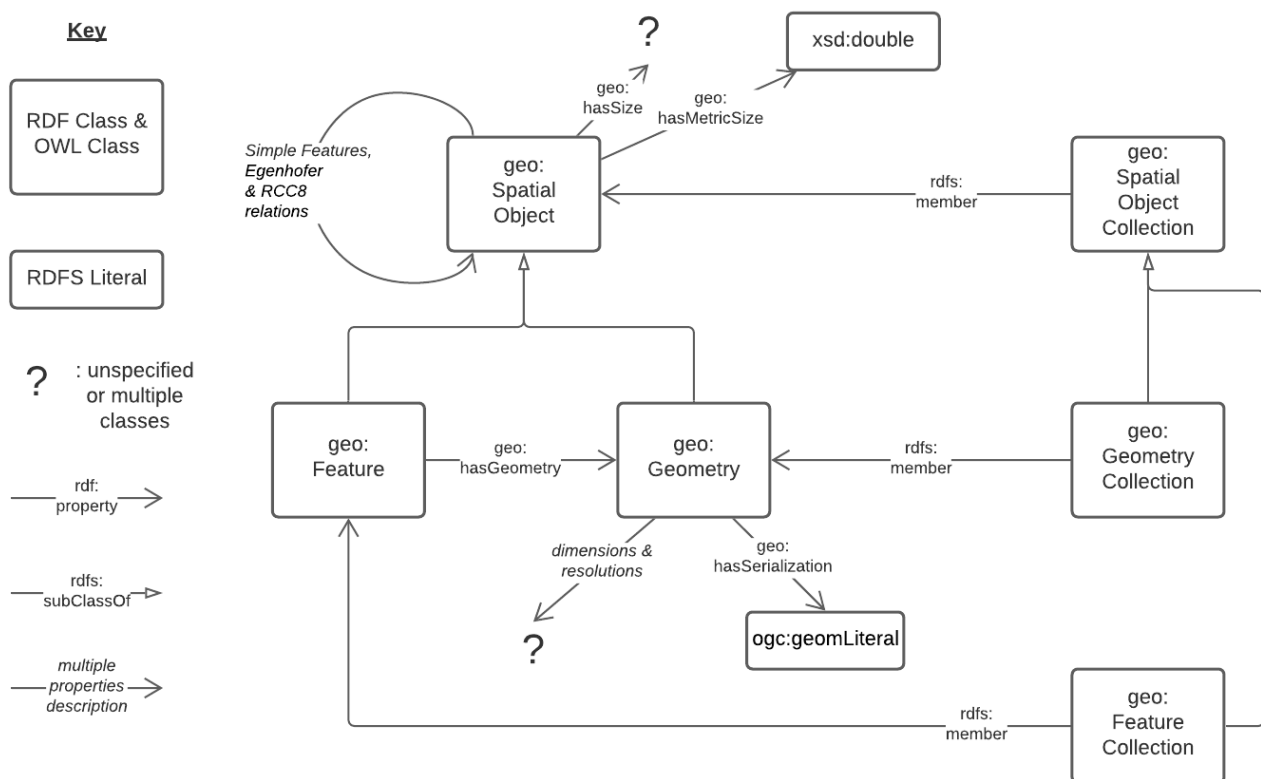 Key
RDF Class &
OWL Class
RDFS Literal
?
: unspecified
or multiple
classes
rdf:
property
rdfs:
subClassOf
multiple
properties
description
?
xsd:double
geo:
hasSize
geo:
hasMetricSize
Simple Features,
Egenhofer
& RCC8
relations
geo:
Spatial
Object
rdfs:
member
geo:
Spatial
Object
Collection
geo:
Feature
geo:
hasGeometry
geo:
Geometry
rdfs:
member
geo:
Geometry
Collection
dimensions &
resolutions
geo:
hasSerialization
?
ogc:geomLiteral
rdfs:
member
geo:
Feature
Collection